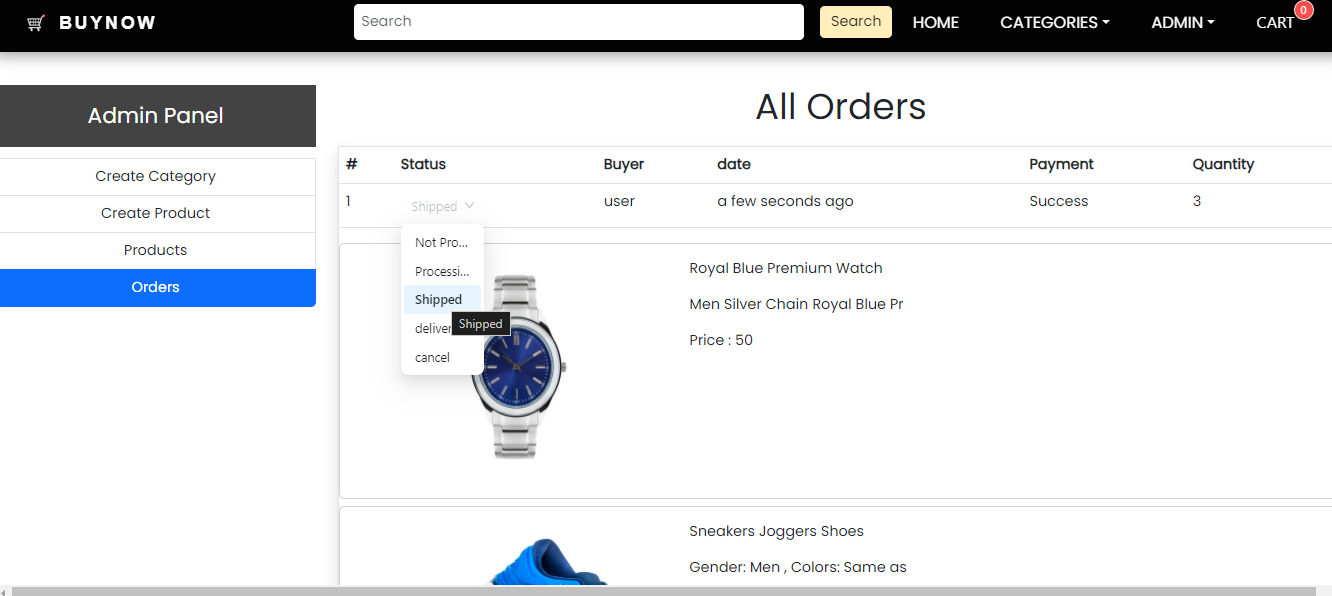 BUYNOW
Search
Search
HOME
CATEGORIES
ADMIN
CART
0
Admin Panel
Create Category
Create Product
Products
Orders
All Orders
# Status Buyer date Payment Quantity
1 Shipped user a few seconds ago Success 3
Not Pro...
Processi...
Shipped
deliver
cancel
Shipped
Royal Blue Premium Watch
Men Silver Chain Royal Blue Pr
Price : 50
Sneakers Joggers Shoes
Gender: Men , Colors: Same as